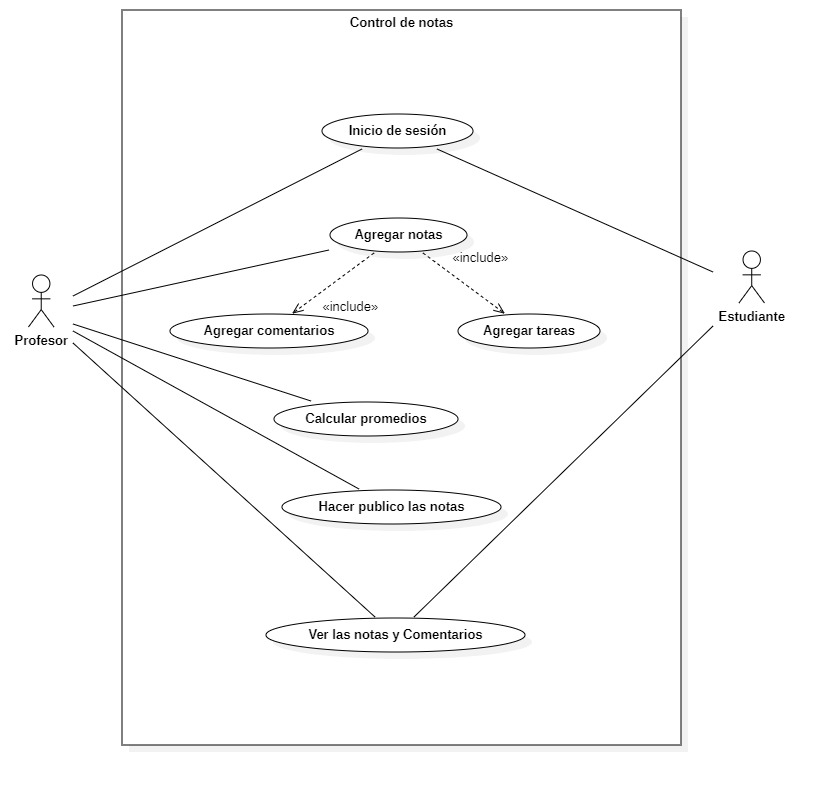 Control de notas
Inicio de sesión
Agregar notas
«include»
«include»
Agregar comentarios
Agregar tareas
Profesor
Estudiante
Calcular promedios
Hacer publico las notas
Ver las notas y Comentarios